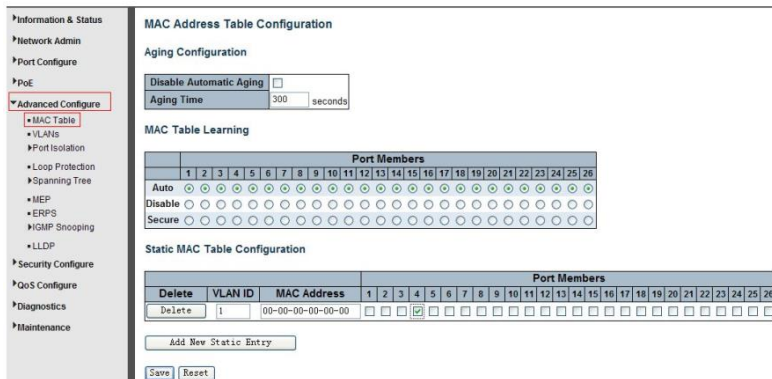 Information & Status
Network Admin
Port Configure
PoE
Advanced Configure
MAC Table
VLANs
Port Isolation
Loop Protection
Spanning Tree
MEP
ERPS
IGMP Snooping
LLDP
Security Configure
QoS Configure
Diagnostics
Maintenance
MAC Address Table Configuration
Aging Configuration
Disable Automatic Aging
Aging Time 300 seconds
MAC Table Learning
Port Members
1 2 3 4 5 6 7 8 9 10 11 12 13 14 15 16 17 18 19 20 21 22 23 24 25 26
Auto
Disable
Secure
Static MAC Table Configuration
Port Members
Delete VLAN ID MAC Address 1 2 3 4 5 6 7 8 9 10 11 12 13 14 15 16 17 18 19 20 21 22 23 24 25 26
Delete 1 00-00-00-00-00-00
Add New Static Entry
Save Reset